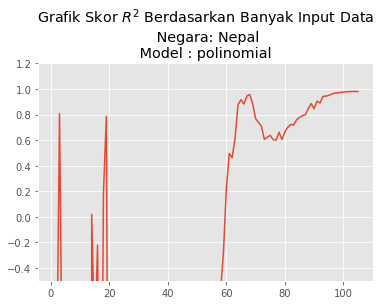 Grafik Skor $R^2$ Berdasarkan Banyak Input Data
Negara: Nepal
Model : polinomial
1.2
1.0
0.8
0.6
0.4
0.2
0.0
−0.2
−0.4
0 20 40 60 80 100